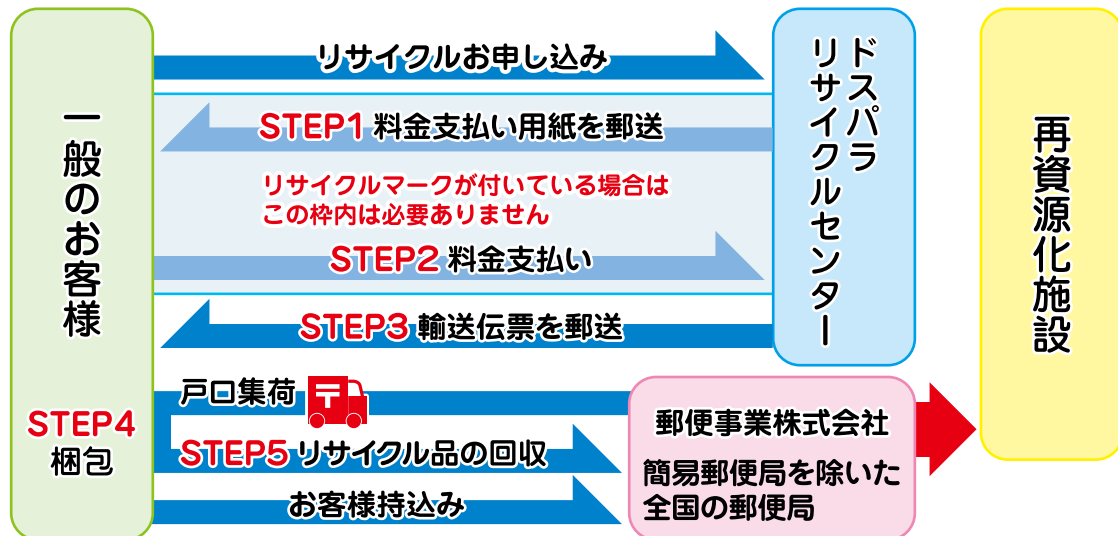 一般のお客様
リサイクルお申し込み
STEP1 料金支払い用紙を郵送
リサイクルマークが付いている場合は
この枠内は必要ありません
STEP2 料金支払い
STEP3 輸送伝票を郵送
ドスパラ
リサイクルセンター
再資源化施設
STEP4
梱包
戸口集荷
〒
STEP5 リサイクル品の回収
お客様持込み
郵便事業株式会社
簡易郵便局を除いた
全国の郵便局